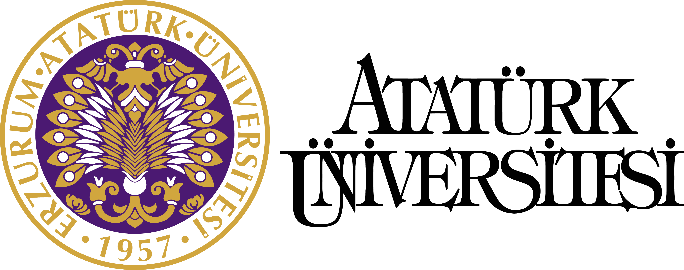 ERZURUM·ATATÜRK·ÜNİVERSİTESİ
·1957·
ATATÜRK
ÜNİVERSİTESİ